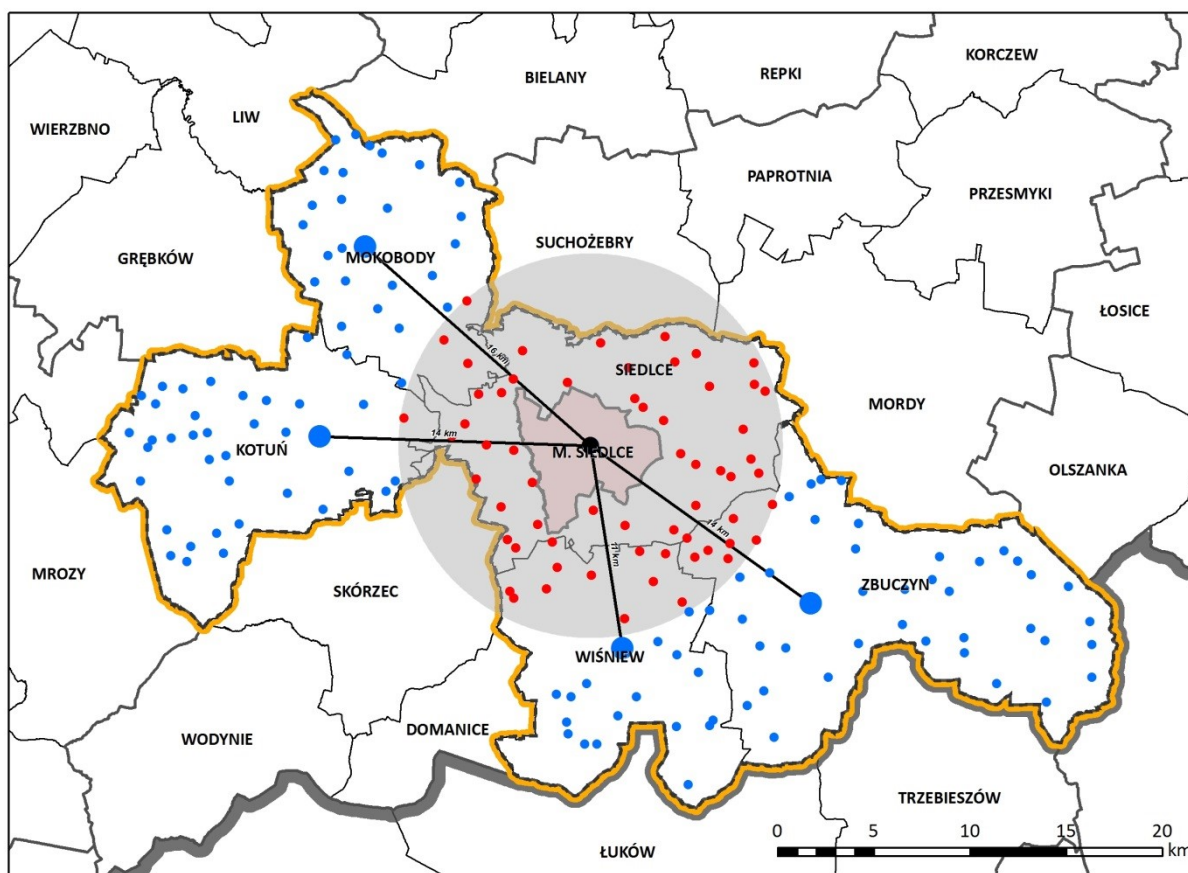 KORCZEW
BIELANY
REPKI
LIW
WIERZBNO
PAPROTNIA
PRZESMYKI
SUCHOŻEBRY
GRĘBKÓW
MOKOBODY
ŁOSICE
16 km
SIEDLCE
MORDY
14 km
KOTUŃ
M. SIEDLCE
OLSZANKA
14 km
11 km
MROZY
SKÓRZEC
ZBUCZYN
WIŚNIEW
DOMANICE
WODYNIE
TRZEBIESZÓW
0 5 10 15 20
km
ŁUKÓW